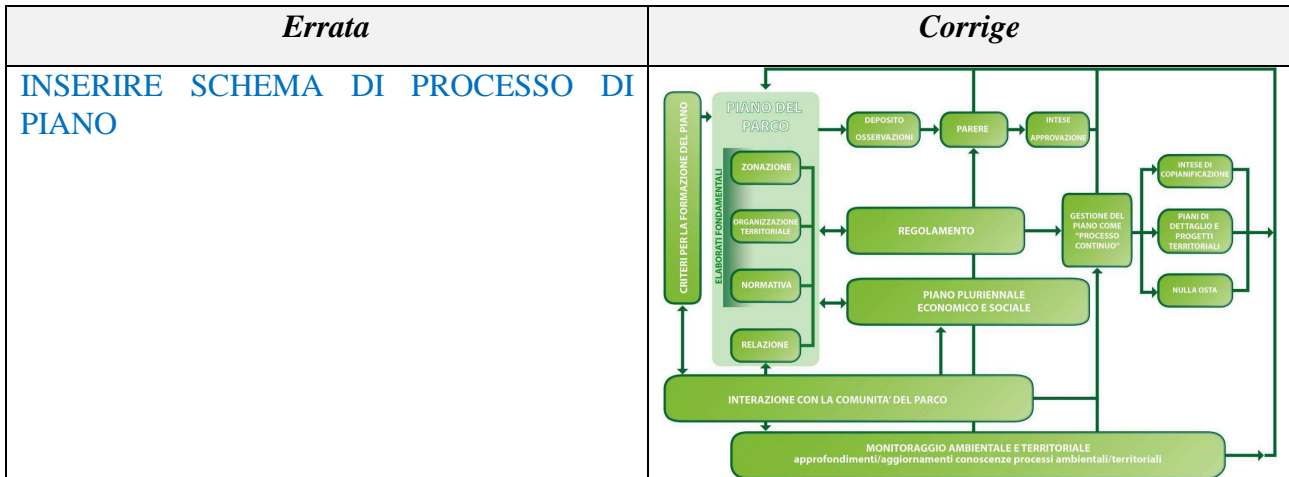 Errata
Corrige
INSERIRE SCHEMA DI PROCESSO DI
PIANO
CRITERI PER LA FORMAZIONE DEL PIANO
PIANO DEL
PARCO
ELABORATI FONDAMENTALI
ZONAZIONE
ORGANIZZAZIONE
TERRITORIALE
NORMATIVA
RELAZIONE
DEPOSITO
OSSERVAZIONI
PARERE
INTESE
APPROVAZIONE
REGOLAMENTO
PIANO PLURIENNALE
ECONOMICO E SOCIALE
GESTIONE DEL
PIANO COME
"PROCESSO
CONTINUO"
INTESE DI
COPIANIFICAZIONE
PIANI DI
DETTAGLIO E
PROGETTI
TERRITORIALI
NULLA OSTA
INTERAZIONE CON LA COMUNITA' DEL PARCO
MONITORAGGIO AMBIENTALE E TERRITORIALE
approfondimenti/aggiornamenti conoscenze processi ambientali/territoriali